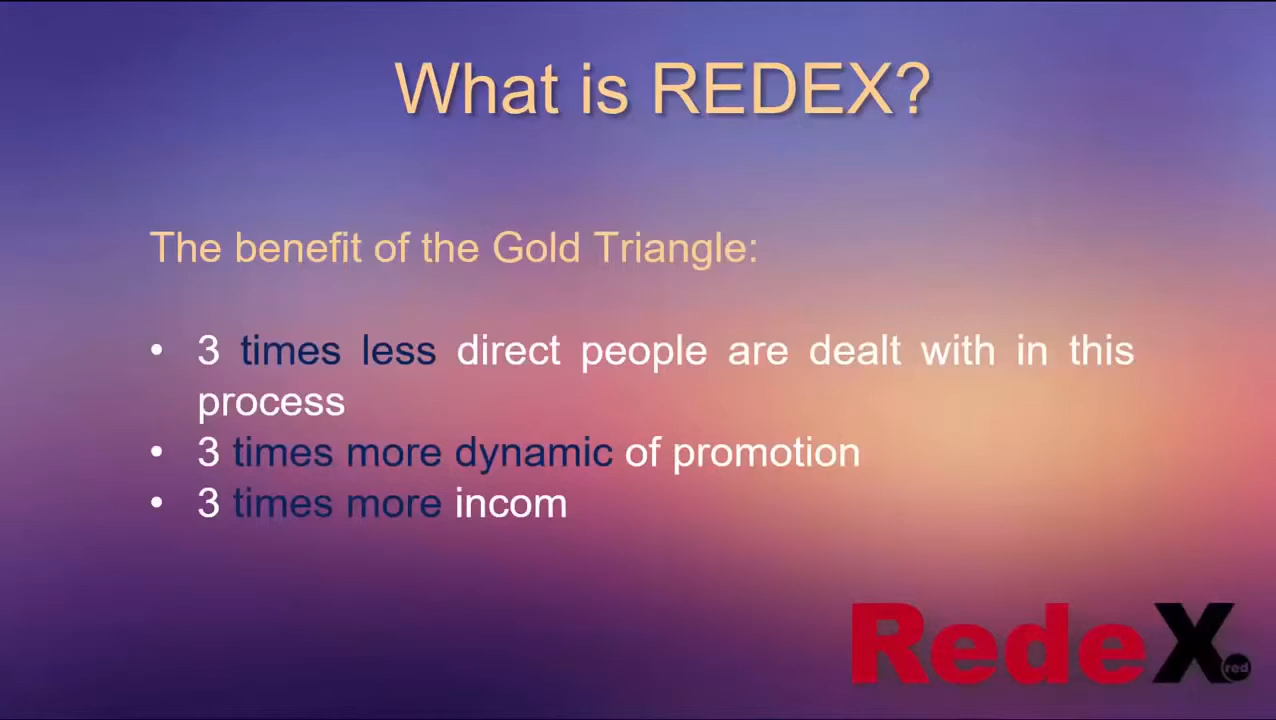 What is REDEX?
The benefit of the Gold Triangle:
• 3 times less direct people are dealt with in this
process
• 3 times more dynamic of promotion
• 3 times more incom
RedeX
red